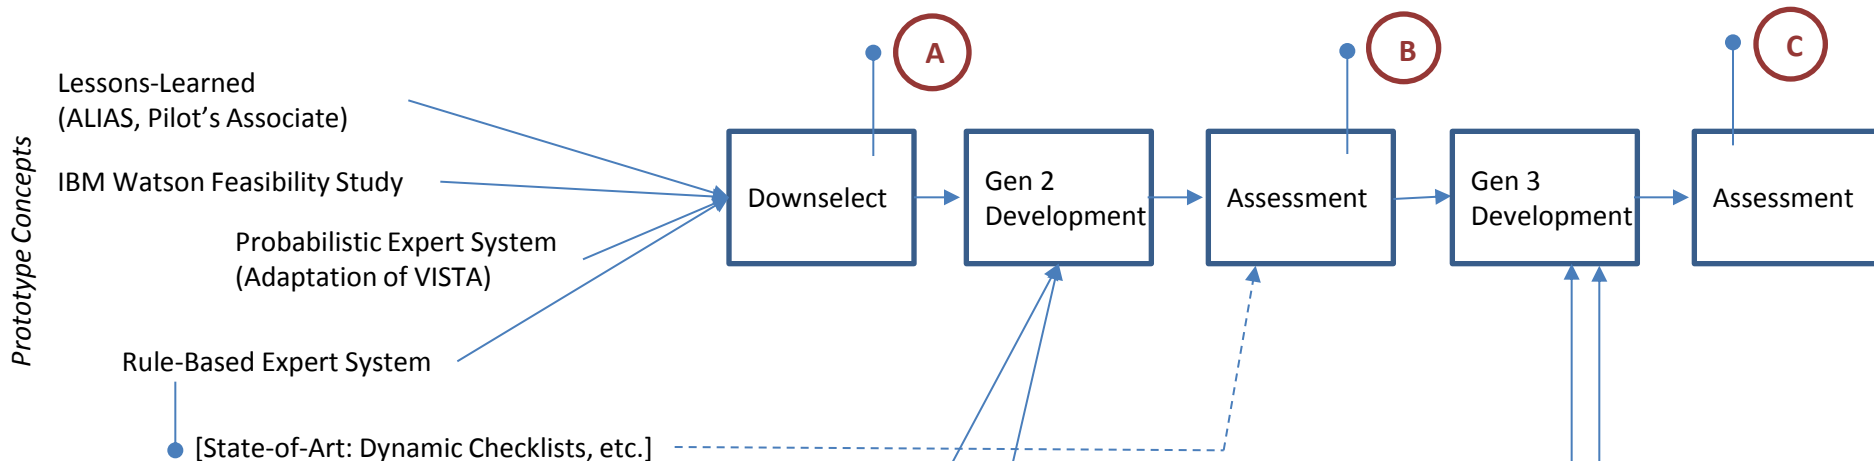 A
B
C
Lessons-Learned
(ALIAS, Pilot’s Associate)
Prototype Concepts
IBM Watson Feasibility Study
Downselect
Gen 2
Development
Assessment
Gen 3
Development
Assessment
Probabilistic Expert System
(Adaptation of VISTA)
Rule-Based Expert System
[State-of-Art: Dynamic Checklists, etc.]